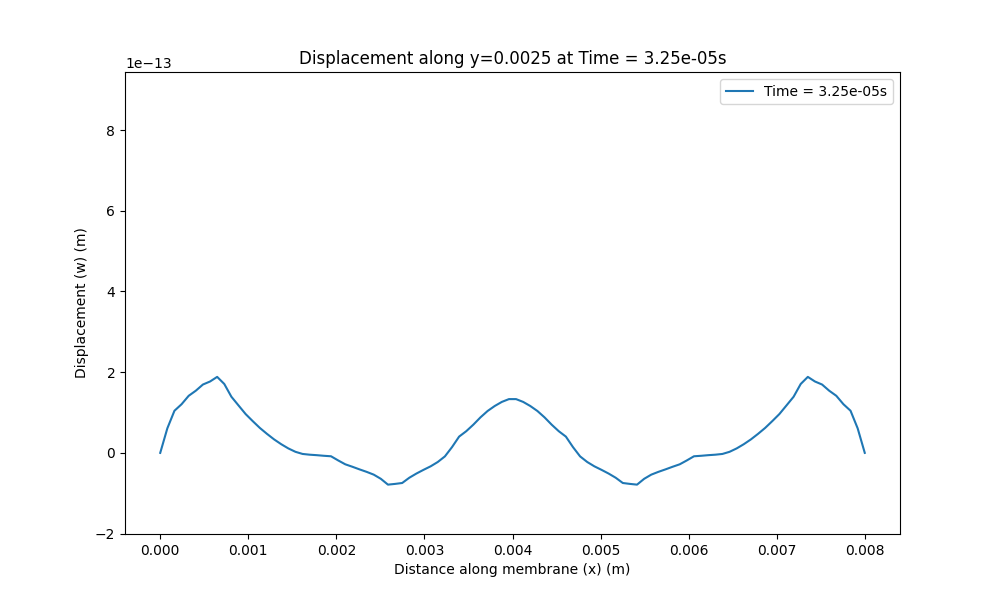 Displacement along y=0.0025 at Time = 3.25e-05s
1e−13
Time = 3.25e-05s
8
6
4
2
0
−2
Displacement (w) (m)
0.000 0.001 0.002 0.003 0.004 0.005 0.006 0.007 0.008
Distance along membrane (x) (m)